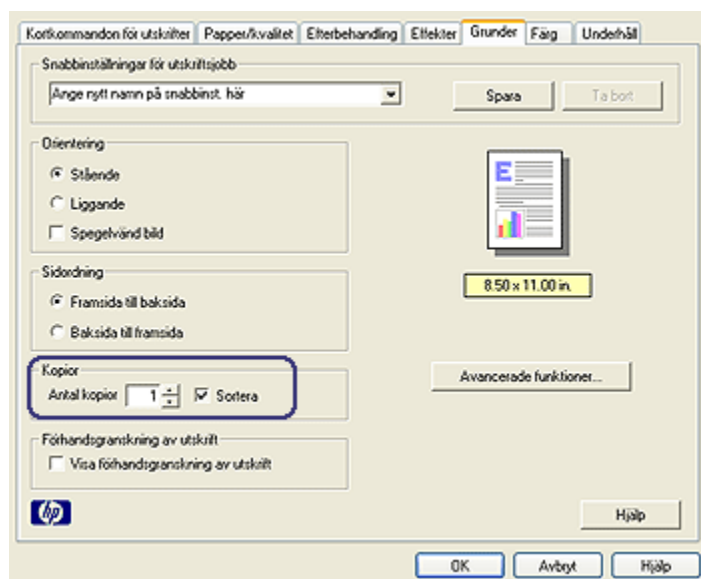 Kortkommandon för utskrifter Papper/kvalitet Efterbehandling Effekter Grunder Färg Underhåll
Snabbinställningar för utskriftsjobb
Ange nytt namn på snabbinst. här Spara Ta bort
Orientering
Stående
Liggande
Spegelvänd bild
E
Sidordning
8.50 x 11.00 in.
Framsida till baksida
Baksida till framsida
Kopior
Antal kopior 1 Sortera
Avancerade funktioner...
Förhandsgranskning av utskrift
Visa förhandsgranskning av utskrift
hp Hjälp
OK Avbryt Hjälp